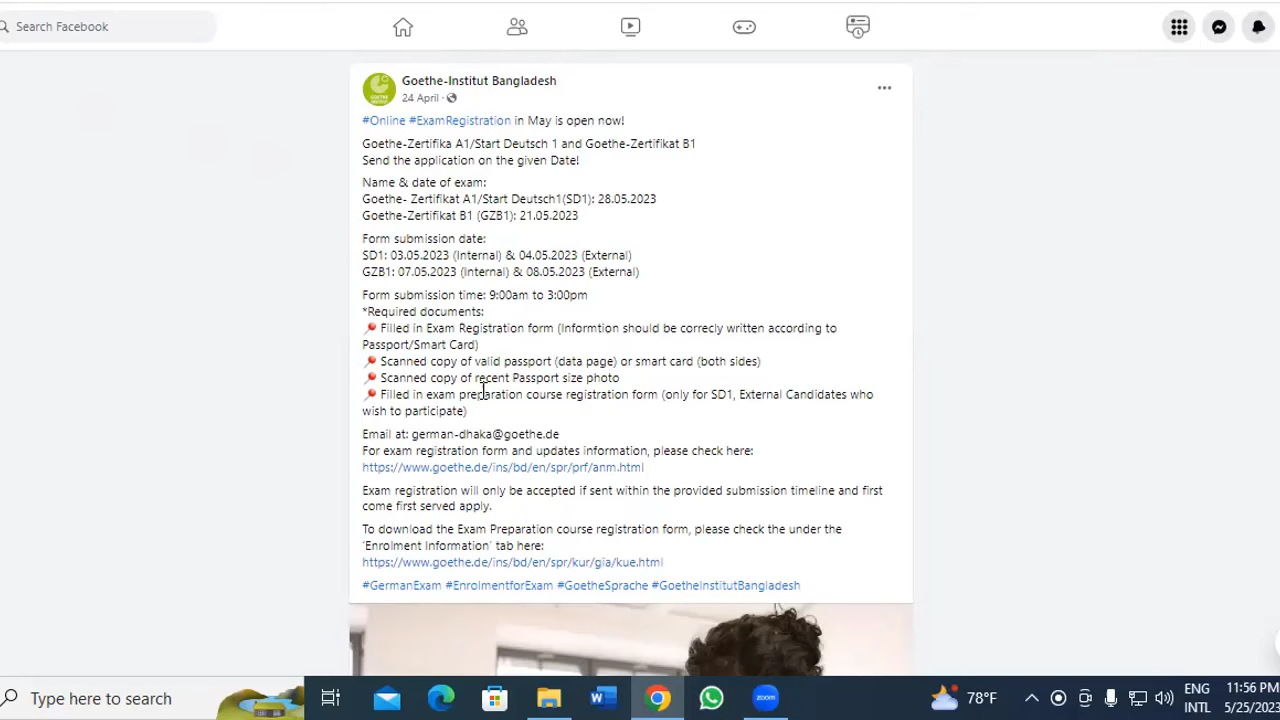 Search Facebook
Goethe-Institut Bangladesh
24 April ·
#Online #ExamRegistration in May is open now!
Goethe-Zertifika A1/Start Deutsch 1 and Goethe-Zertifikat B1
Send the application on the given Date!
Name & date of exam:
Goethe- Zertifikat A1/Start Deutsch1(SD1): 28.05.2023
Goethe-Zertifikat B1 (GZB1): 21.05.2023
Form submission date:
SD1: 03.05.2023 (Internal) & 04.05.2023 (External)
GZB1: 07.05.2023 (Internal) & 08.05.2023 (External)
Form submission time: 9:00am to 3:00pm
*Required documents:
📍 Filled in Exam Registration form (Informtion should be correcly written according to
Passport/Smart Card)
📍 Scanned copy of valid passport (data page) or smart card (both sides)
📍 Scanned copy of recent Passport size photo
📍 Filled in exam preparation course registration form (only for SD1, External Candidates who
wish to participate)
Email at: german-dhaka@goethe.de
For exam registration form and updates information, please check here:
https://www.goethe.de/ins/bd/en/spr/prf/anm.html
Exam registration will only be accepted if sent within the provided submission timeline and first
come first served apply.
To download the Exam Preparation course registration form, please check the under the
'Enrolment Information' tab here:
https://www.goethe.de/ins/bd/en/spr/kur/gia/kue.html
#GermanExam #EnrolmentforExam #GoetheSprache #GoetheInstitutBangladesh
Type here to search
78°F
ENG
INTL
11:56 PM
5/25/2023